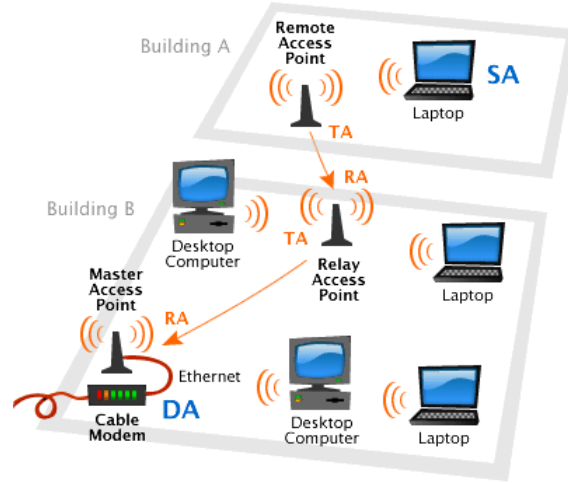 Building A
Remote
Access
Point
SA
Laptop
TA
RA
Building B
TA
Desktop
Computer
Relay
Access
Point
Laptop
Master
Access
Point
RA
Ethernet
DA
Cable
Modem
Desktop
Computer
Laptop